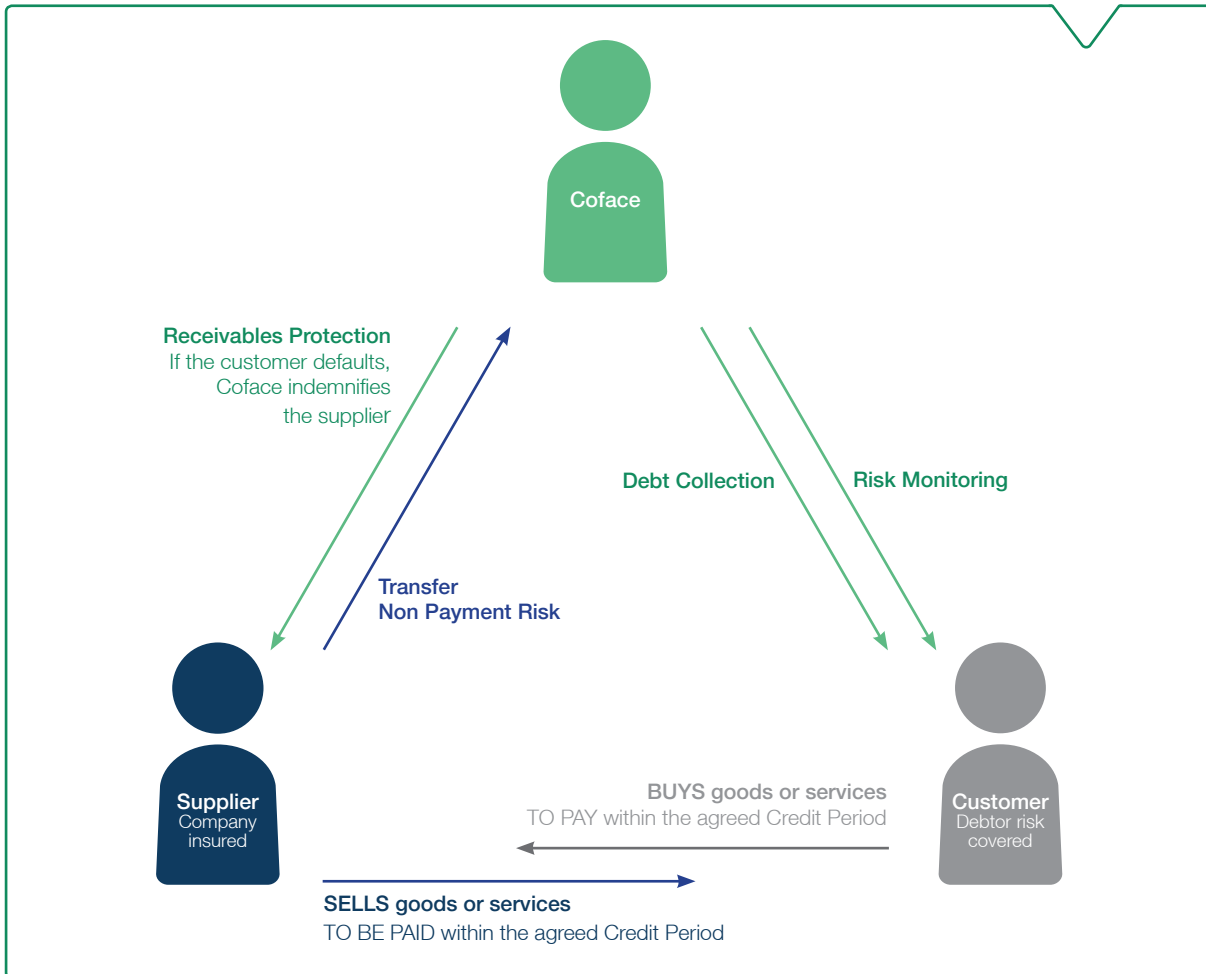 Coface
Receivables Protection
If the customer defaults,
Coface indemnifies
the supplier
Debt Collection
Risk Monitoring
Transfer
Non Payment Risk
Supplier
Company
insured
BUYS goods or services
TO PAY within the agreed Credit Period
Customer
Debtor risk
covered
SELLS goods or services
TO BE PAID within the agreed Credit Period